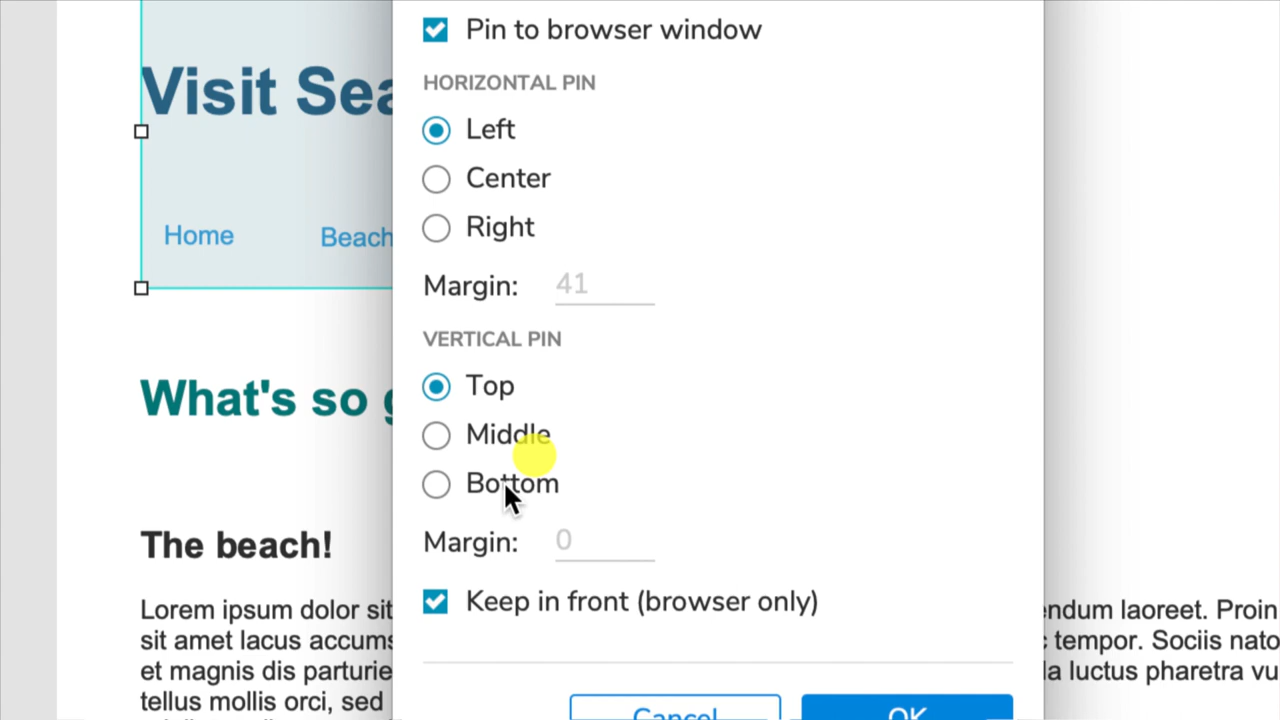 Pin to browser window
HORIZONTAL PIN
Left
Center
Right
Margin: 41
VERTICAL PIN
Top
Middle
Bottom
Margin: 0
Keep in front (browser only)
Cancel
OK
Visit Sea
Home
Beach
What's so g
The beach!
Lorem ipsum dolor sit
sit amet lacus accums
et magnis dis parturie
tellus mollis orci, sed
endum laoreet. Proin
tempor. Sociis nato
la luctus pharetra vu